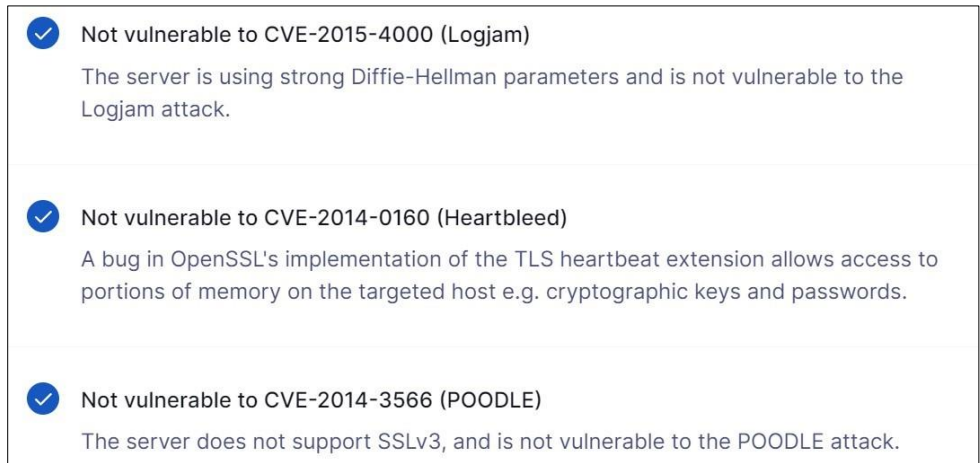 Not vulnerable to CVE-2015-4000 (Logjam)
The server is using strong Diffie-Hellman parameters and is not vulnerable to the
Logjam attack.
Not vulnerable to CVE-2014-0160 (Heartbleed)
A bug in OpenSSL's implementation of the TLS heartbeat extension allows access to
portions of memory on the targeted host e.g. cryptographic keys and passwords.
Not vulnerable to CVE-2014-3566 (POODLE)
The server does not support SSLv3, and is not vulnerable to the POODLE attack.